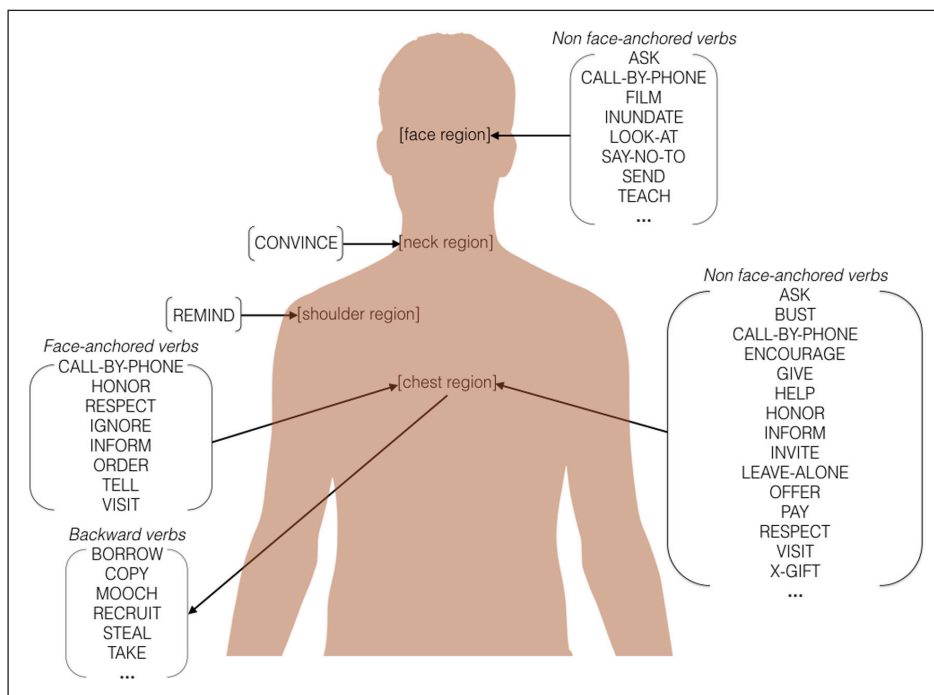 Non face-anchored verbs
ASK
CALL-BY-PHONE
FILM
INUNDATE
LOOK-AT
SAY-NO-TO
SEND
TEACH
...
[face region]
CONVINCE
[neck region]
REMIND
[shoulder region]
Face-anchored verbs
CALL-BY-PHONE
HONOR
RESPECT
IGNORE
INFORM
ORDER
TELL
VISIT
[chest region]
Non face-anchored verbs
ASK
BUST
CALL-BY-PHONE
ENCOURAGE
GIVE
HELP
HONOR
INFORM
INVITE
LEAVE-ALONE
OFFER
PAY
RESPECT
VISIT
X-GIFT
...
Backward verbs
BORROW
COPY
MOOCH
RECRUIT
STEAL
TAKE
...